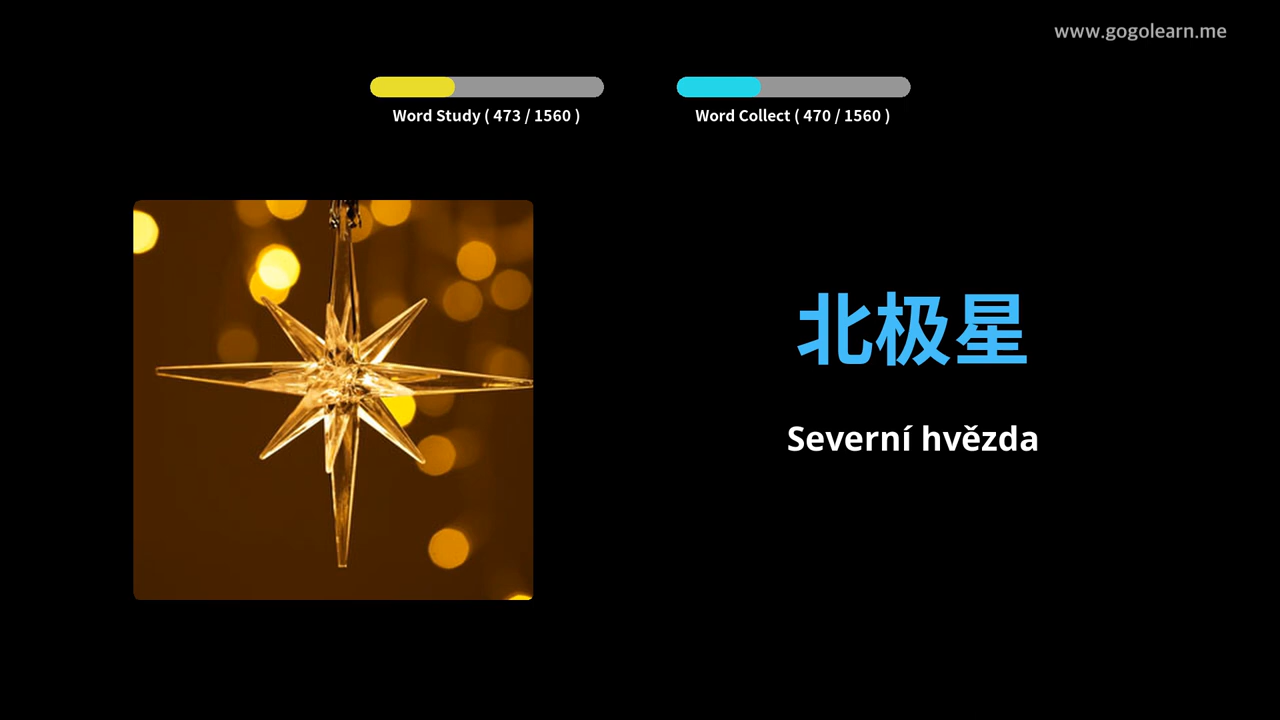 www.gogolearn.me
Word Study ( 473 / 1560 )
Word Collect ( 470 / 1560 )
北极星
Severní hvězda